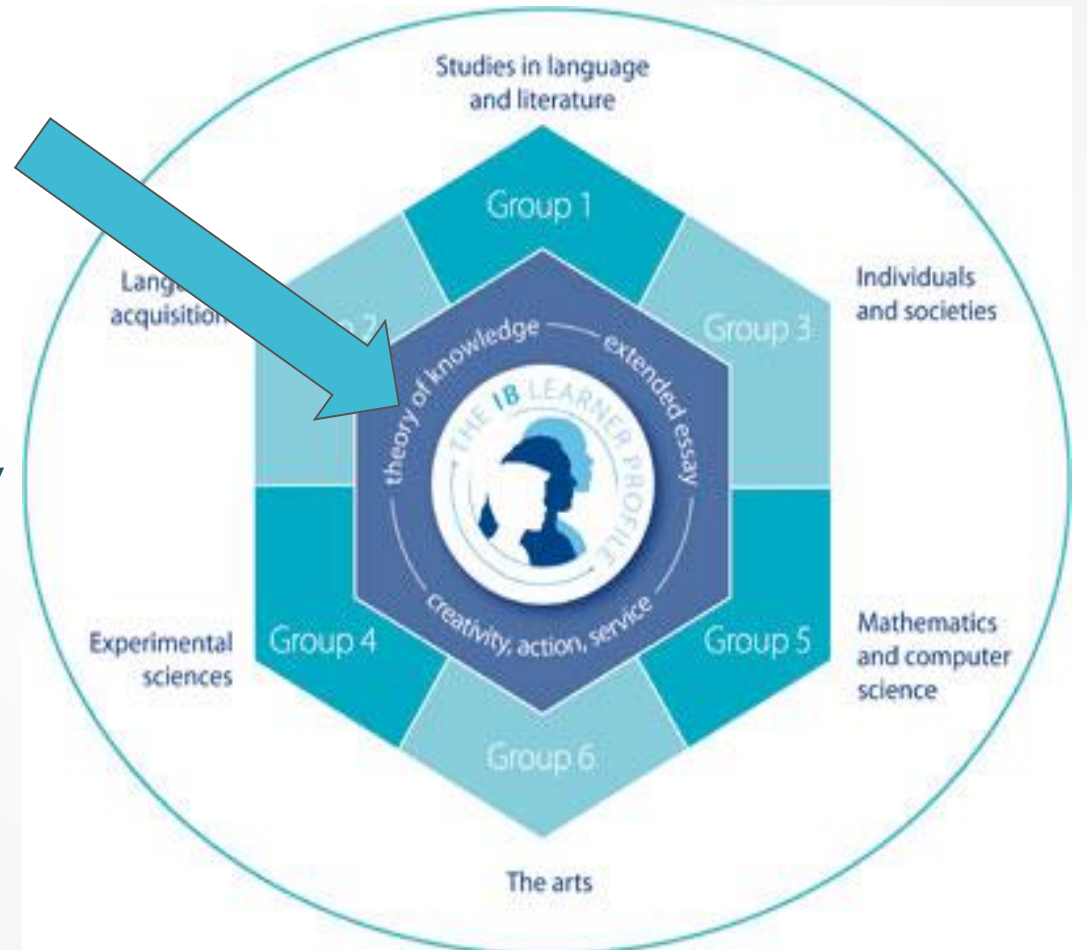 Studies in language
and literature
Group 1
Lang
acquisition
2
Individuals
and societies
Group 3
theory of knowledge
extended essay
creativity, action, service
THE IB LEARNER PROFILE
Experimental
sciences
Group 4
Group 5
Mathematics
and computer
science
Group 6
The arts